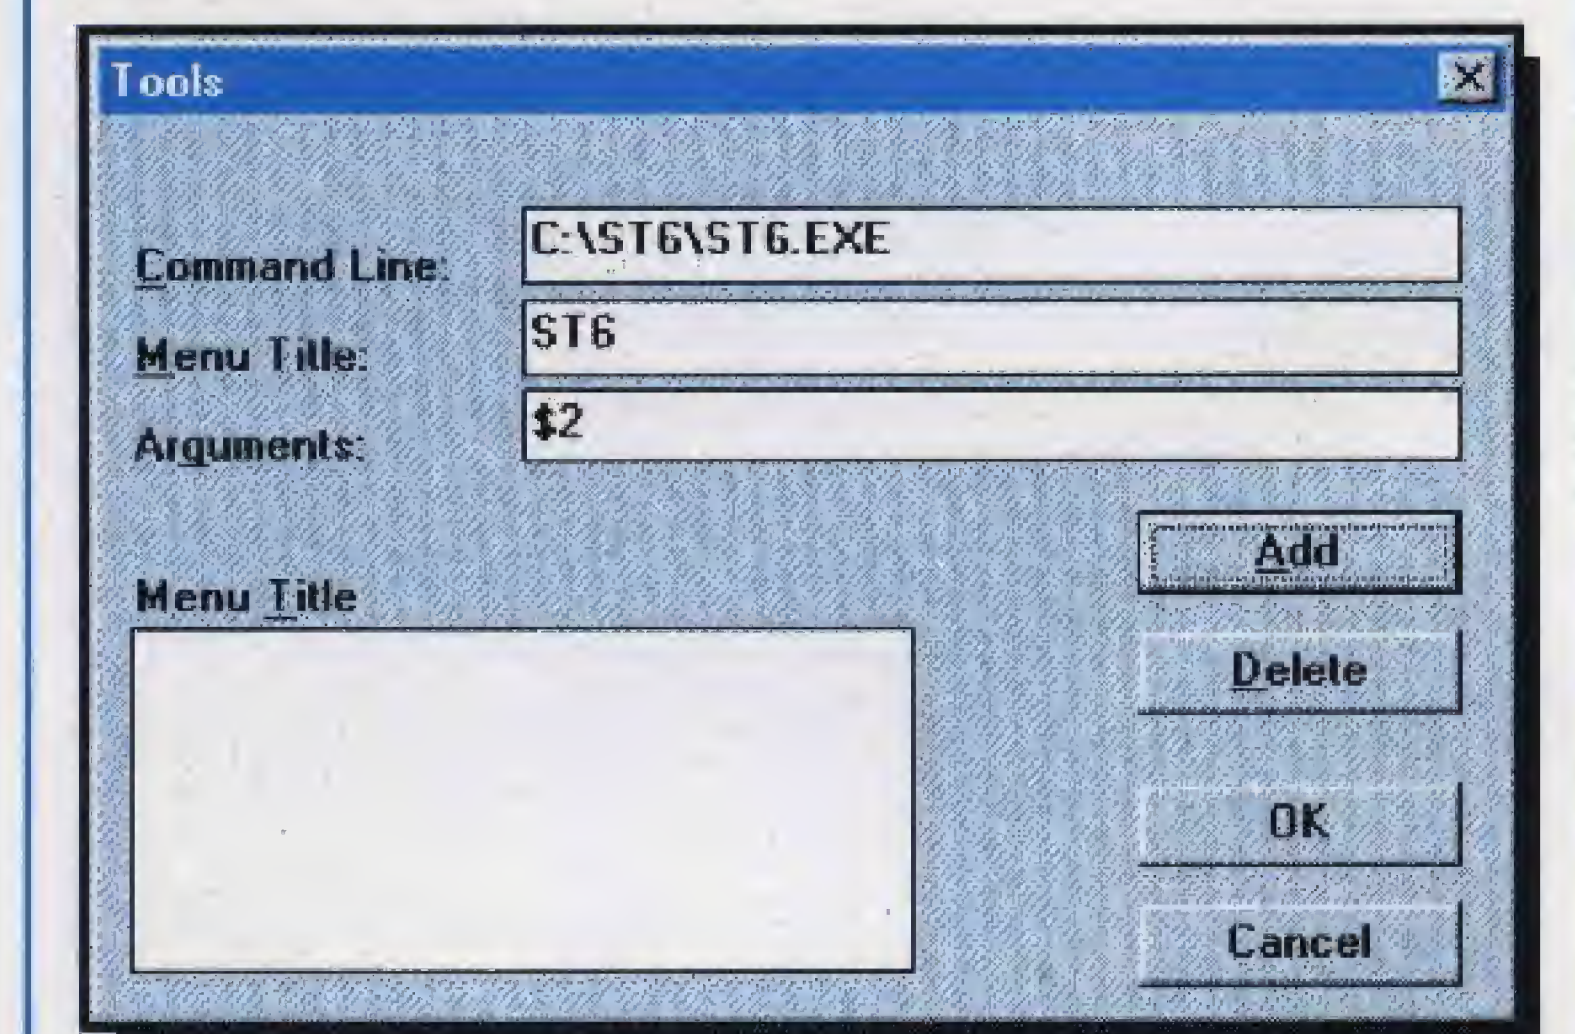 Tools
Command Line: C:\ST6\ST6.EXE
Menu Title: ST6
Arguments: $2
Add
Menu Title
Delete
OK
Cancel